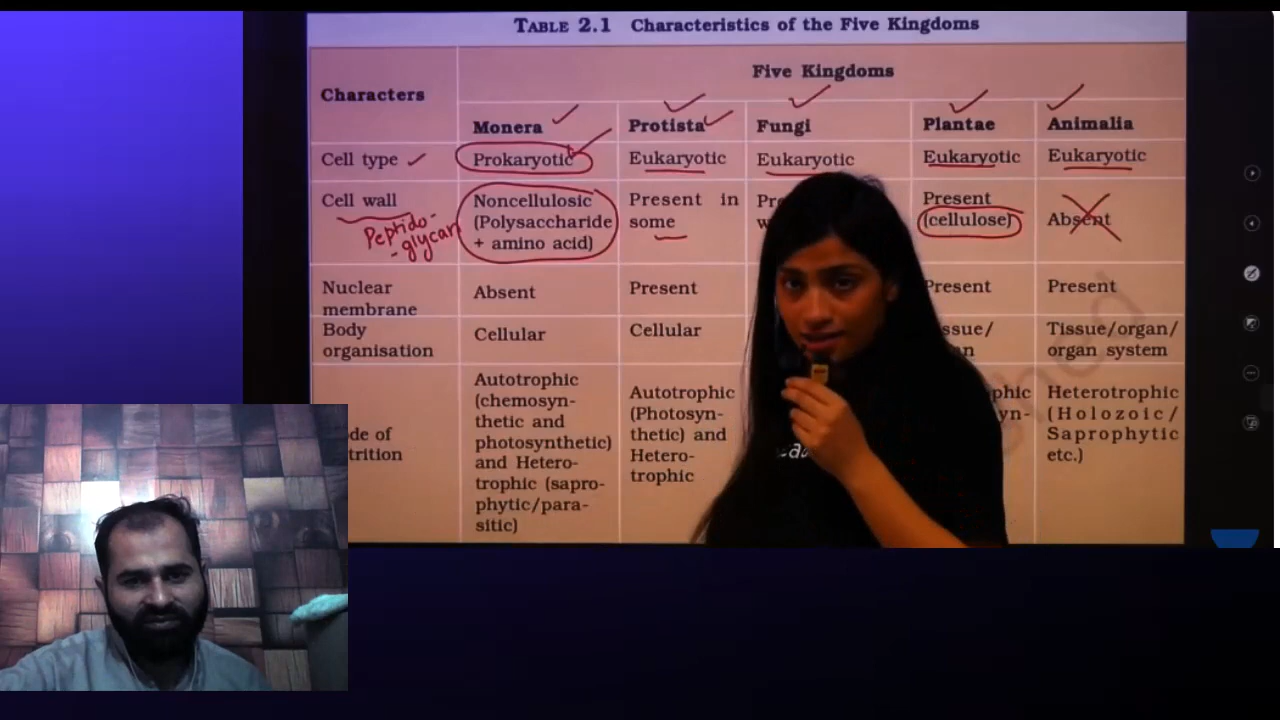 TABLE 2.1 Characteristics of the Five Kingdoms
Characters
Five Kingdoms
Monera
Protista
Fungi
Plantae
Animalia
Cell type
Prokaryotic
Eukaryotic
Eukaryotic
Eukaryotic
Eukaryotic
Cell wall
Peptido-
-glycan
Noncellulosic
(Polysaccharide
+ amino acid)
Present in
some
Present
(cellulose)
Absent
Nuclear
membrane
Absent
Present
Present
Present
Body
organisation
Cellular
Cellular
Tissue/organ/
organ system
Autotrophic
(chemosyn-
thetic and
photosynthetic)
and Hetero-
trophic (sapro-
phytic/para-
sitic)
Autotrophic
(Photosyn-
thetic) and
Hetero-
trophic
Heterotrophic
(Holozoic/
Saprophytic
etc.)